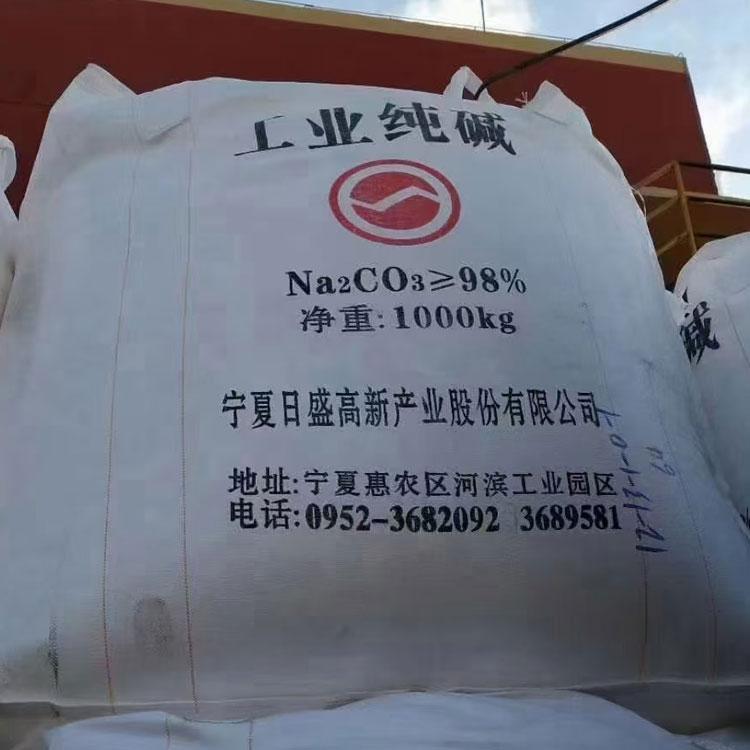 工业纯碱
Na₂CO₃≥98%
净重:1000kg
宁夏日盛高新产业股份有限公司
地址:宁夏惠农区河滨工业园区
电话:0952-3682092 3689581
碱